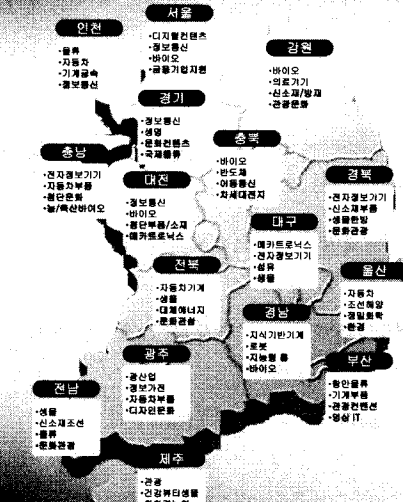 서울
·디지털컨텐츠
·정보통신
·바이오
·금융기업지원
인천
·물류
·자동차
·기계금속
·정보통신
강원
·바이오
·의료기기
·신소재/방재
·관광문화
경기
·정보통신
·생명
·문화컨텐츠
·국제물류
충북
·바이오
·반도체
·이동통신
·차세대전지
충남
·전자정보기기
·자동차부품
·첨단문화
·농/축산바이오
대전
·정보통신
·바이오
·첨단부품/소재
·메카트로닉스
경북
·전자정보기기
·신소재부품
·생물한방
·문화관광
대구
·메카트로닉스
·전자정보기기
·섬유
·생물
전북
·자동차기계
·생물
·대체에너지
·문화관광
울산
·자동차
·조선해양
·정밀화학
·환경
경남
·지식기반기계
·로봇
·지능형 홈
·바이오
광주
·광산업
·정보가전
·자동차부품
·디자인문화
부산
·항만물류
·기계부품
·관광컨벤션
·영상 IT
전남
·생물
·신소재조선
·물류
·문화관광
제주
·관광
·건강뷰티생물